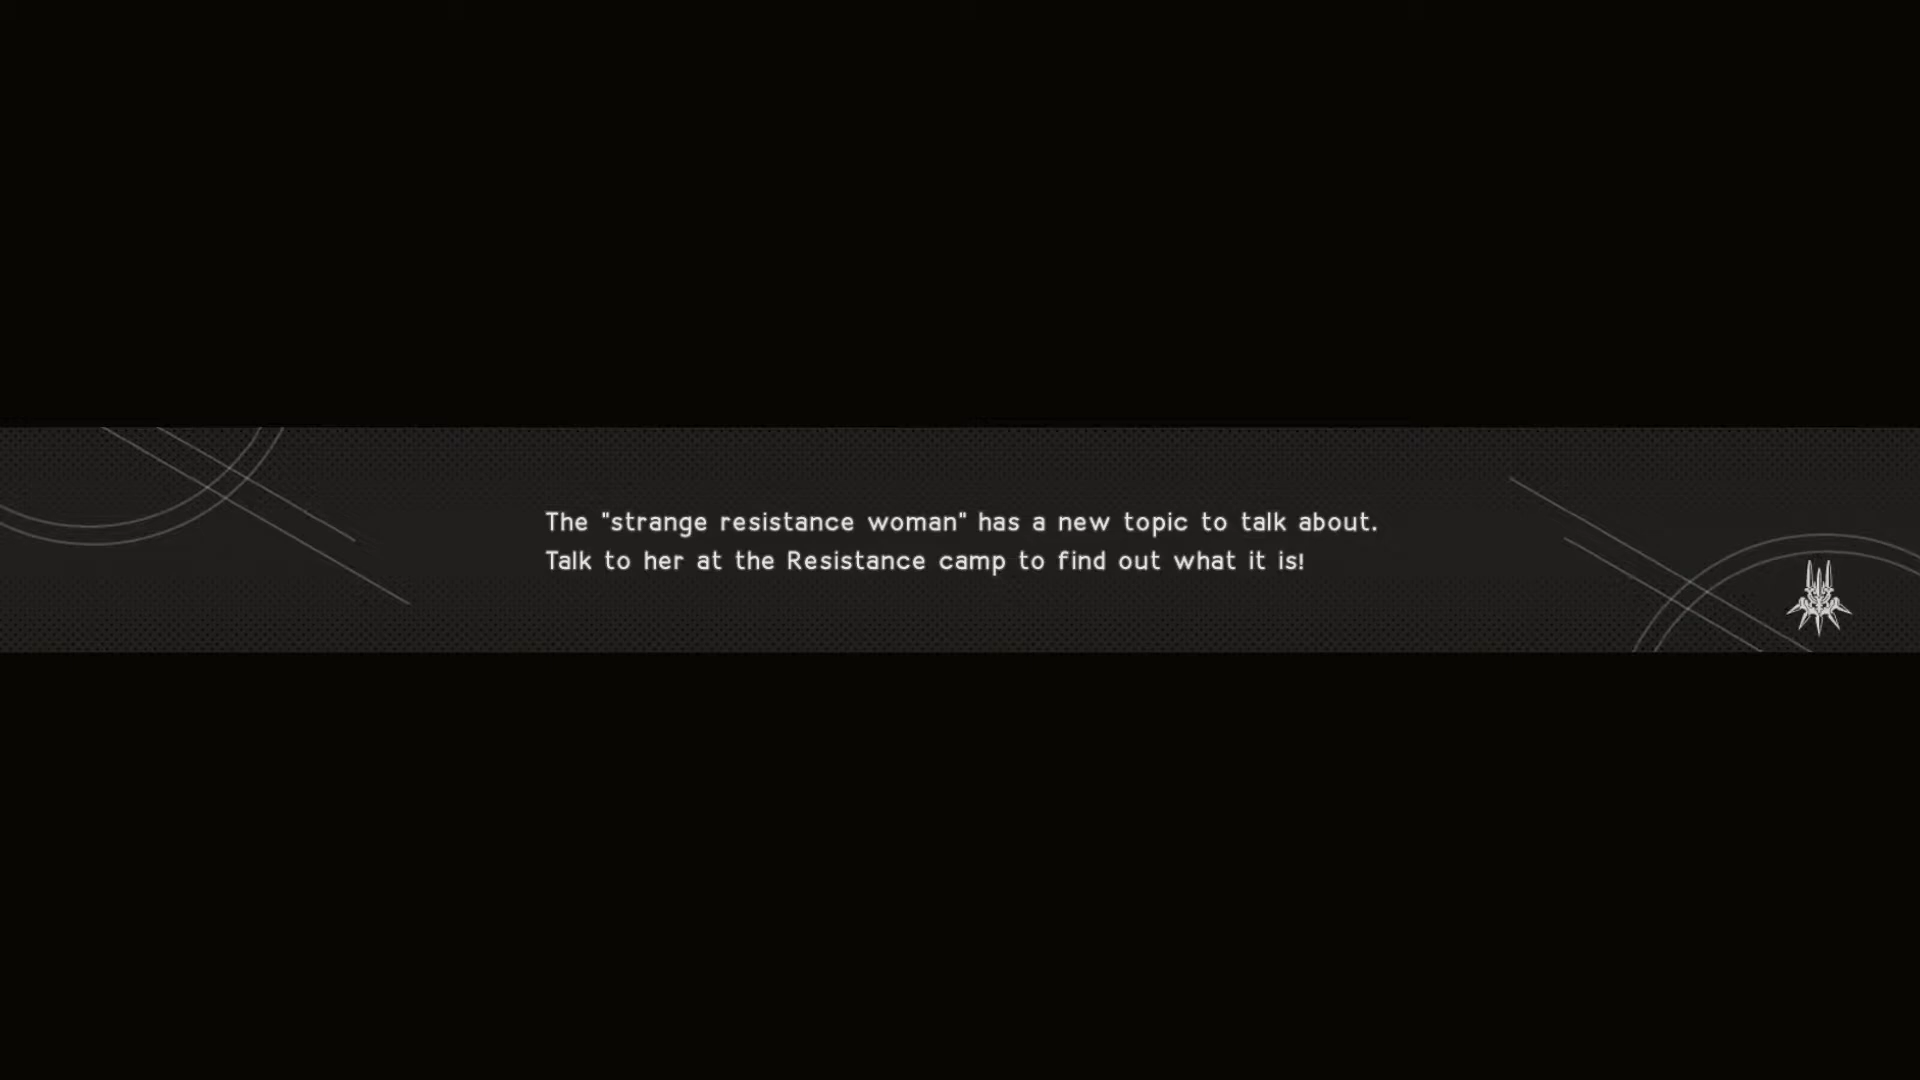 The "strange resistance woman" has a new topic to talk about.
Talk to her at the Resistance camp to find out what it is!